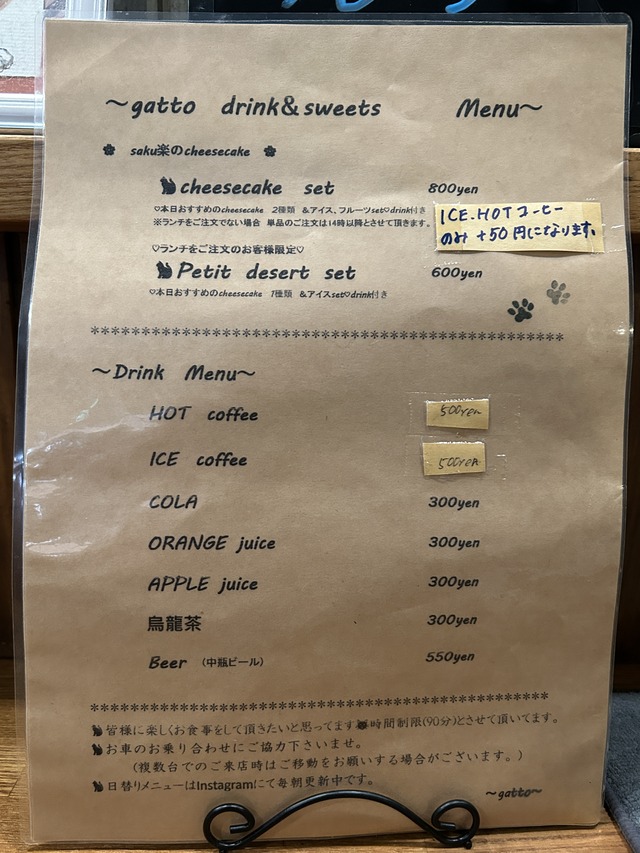 ～gatto drink&sweets Menu～
saku楽のcheesecake
cheesecake set 800yen
♡本日おすすめのcheesecake 2種類 &アイス、フルーツset♡drink付き
※ランチをご注文でない場合 単品のご注文は14時以降とさせて頂きます。
ICE.HOTコーヒー
のみ +50円になります。
♡ランチをご注文のお客様限定♡
Petit desert set 600yen
♡本日おすすめのcheesecake 1種類 &アイスset♡drink付き
************************************************
～Drink Menu～
HOT coffee 500yen
ICE coffee 500yen
COLA 300yen
ORANGE juice 300yen
APPLE juice 300yen
烏龍茶 300yen
Beer （中瓶ビール） 550yen
************************************************
皆様に楽しくお食事をして頂きたいと思ってます時間制限(90分)とさせて頂いてます。
お車のお乗り合わせにご協力下さいませ。
（複数台でのご来店時はご移動をお願いする場合がございます。）
日替りメニューはInstagramにて毎朝更新中です。
～gatto～